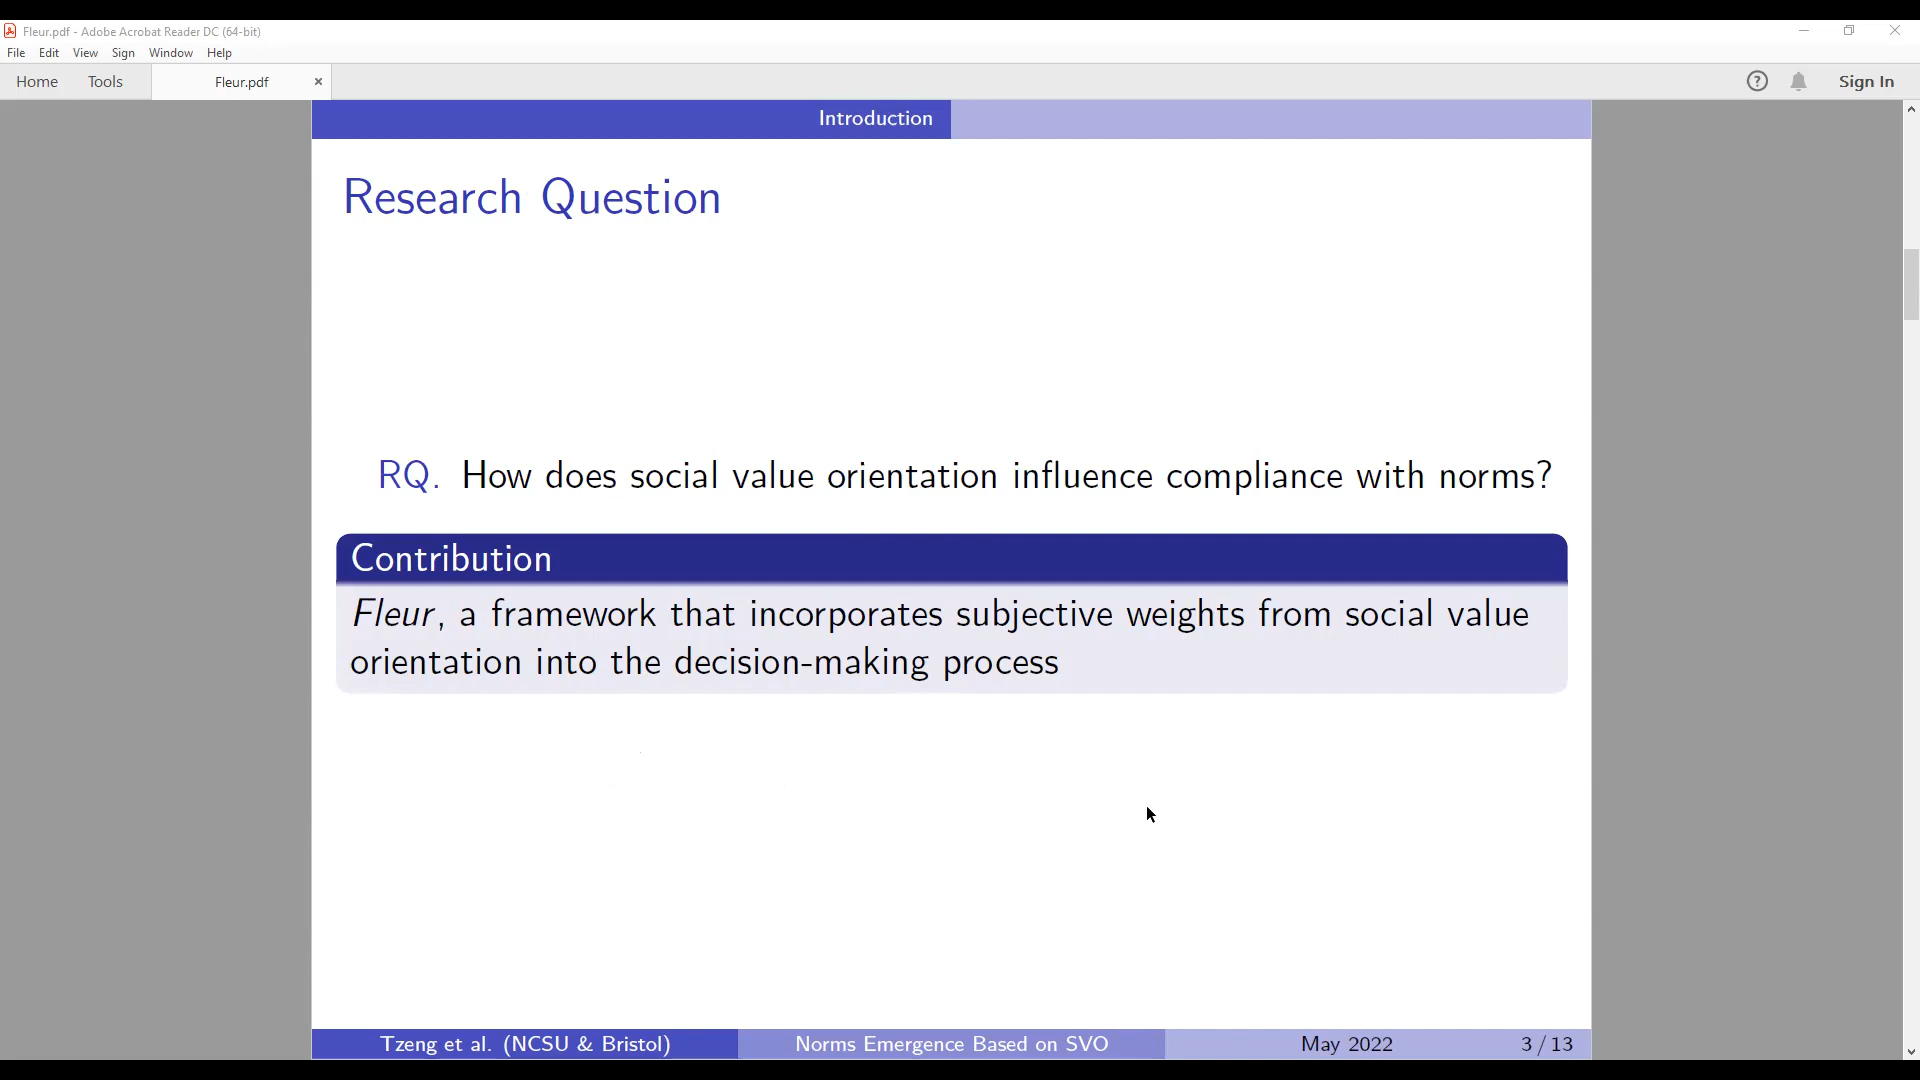 Fleur.pdf - Adobe Acrobat Reader DC (64-bit)
File Edit View Sign Window Help
Home Tools Fleur.pdf × ? Sign In
Introduction
Research Question
RQ. How does social value orientation influence compliance with norms?
Contribution
Fleur, a framework that incorporates subjective weights from social value
orientation into the decision-making process
Tzeng et al. (NCSU & Bristol) Norms Emergence Based on SVO May 2022 3 / 13